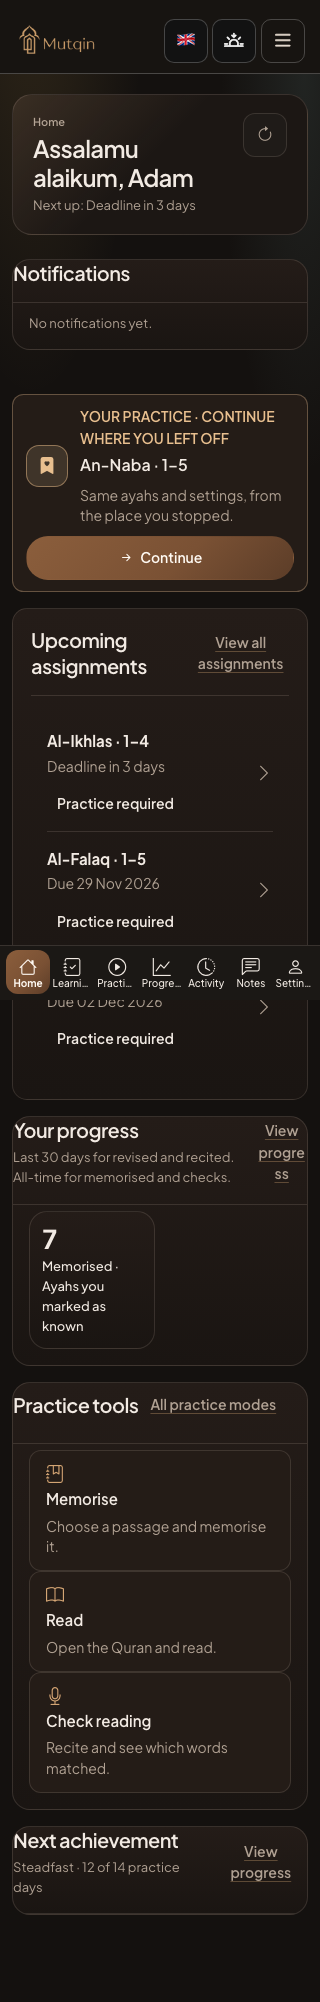 Mutqin
Home
Assalamu
alaikum, Adam
Next up: Deadline in 3 days
Notifications
No notifications yet.
YOUR PRACTICE · CONTINUE
WHERE YOU LEFT OFF
An-Naba · 1–5
Same ayahs and settings, from
the place you stopped.
Continue
Upcoming
assignments
View all
assignments
Al-Ikhlas · 1–4
Deadline in 3 days
Practice required
Al-Falaq · 1–5
Due 29 Nov 2026
Practice required
Home
Learni...
Practi...
Progre...
Activity
Notes
Settin...
Due 02 Dec 2026
Practice required
Your progress
Last 30 days for revised and recited.
All-time for memorised and checks.
View
progre
ss
7
Memorised ·
Ayahs you
marked as
known
Practice tools
All practice modes
Memorise
Choose a passage and memorise
it.
Read
Open the Quran and read.
Check reading
Recite and see which words
matched.
Next achievement
Steadfast · 12 of 14 practice
days
View
progress